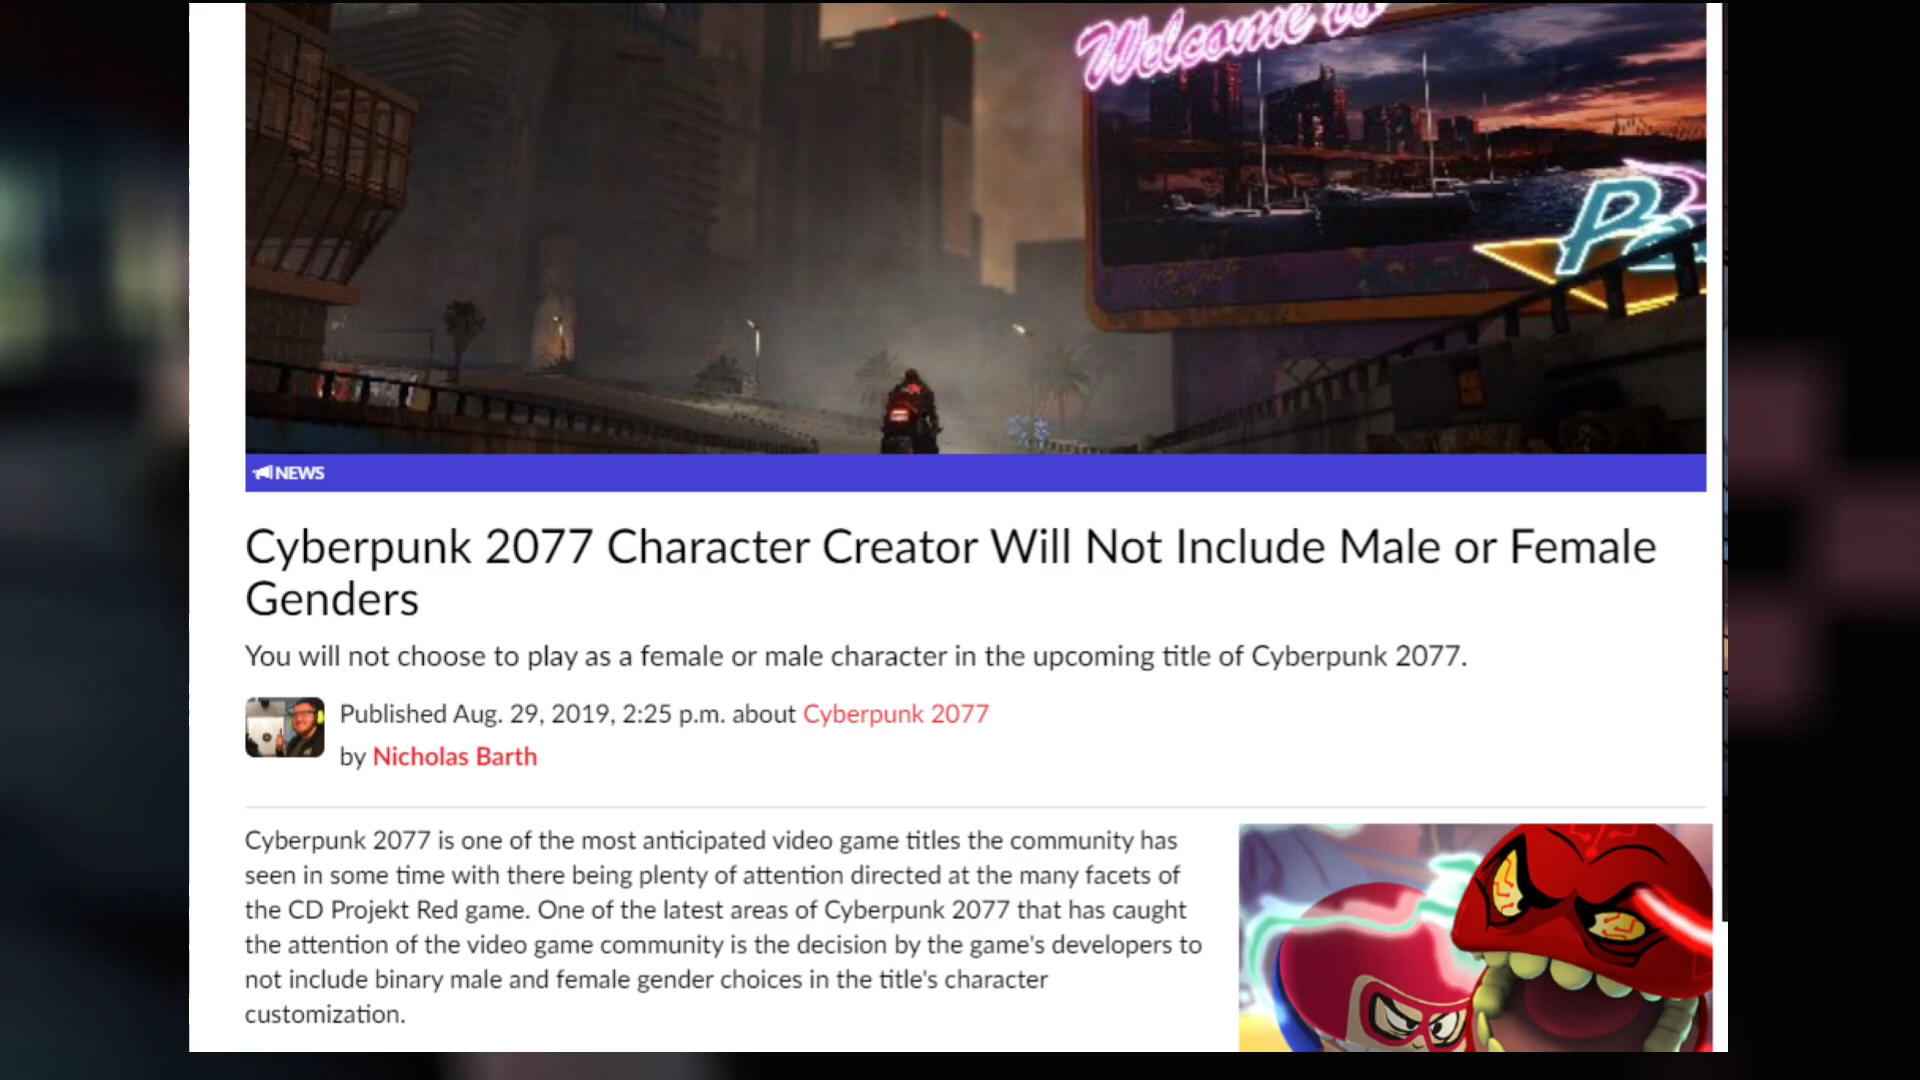 Welcome to
NEWS
Cyberpunk 2077 Character Creator Will Not Include Male or Female
Genders
You will not choose to play as a female or male character in the upcoming title of Cyberpunk 2077.
Published Aug. 29, 2019, 2:25 p.m. about Cyberpunk 2077
by Nicholas Barth
Cyberpunk 2077 is one of the most anticipated video game titles the community has
seen in some time with there being plenty of attention directed at the many facets of
the CD Projekt Red game. One of the latest areas of Cyberpunk 2077 that has caught
the attention of the video game community is the decision by the game's developers to
not include binary male and female gender choices in the title's character
customization.